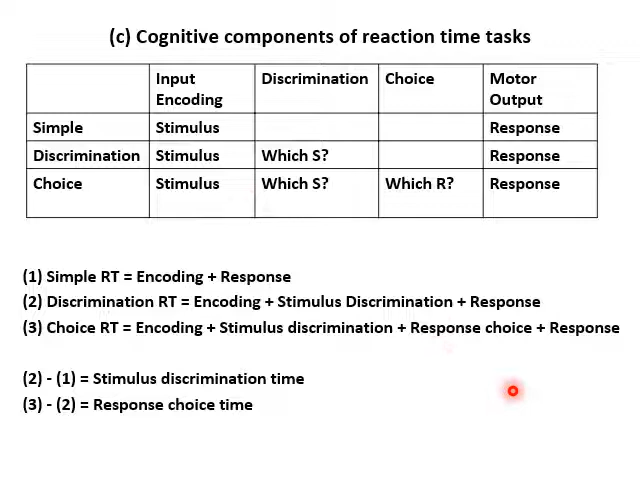 (c) Cognitive components of reaction time tasks
Input Encoding Discrimination Choice Motor Output
Simple Stimulus Response
Discrimination Stimulus Which S? Response
Choice Stimulus Which S? Which R? Response
(1) Simple RT = Encoding + Response
(2) Discrimination RT = Encoding + Stimulus Discrimination + Response
(3) Choice RT = Encoding + Stimulus discrimination + Response choice + Response
(2) - (1) = Stimulus discrimination time
(3) - (2) = Response choice time